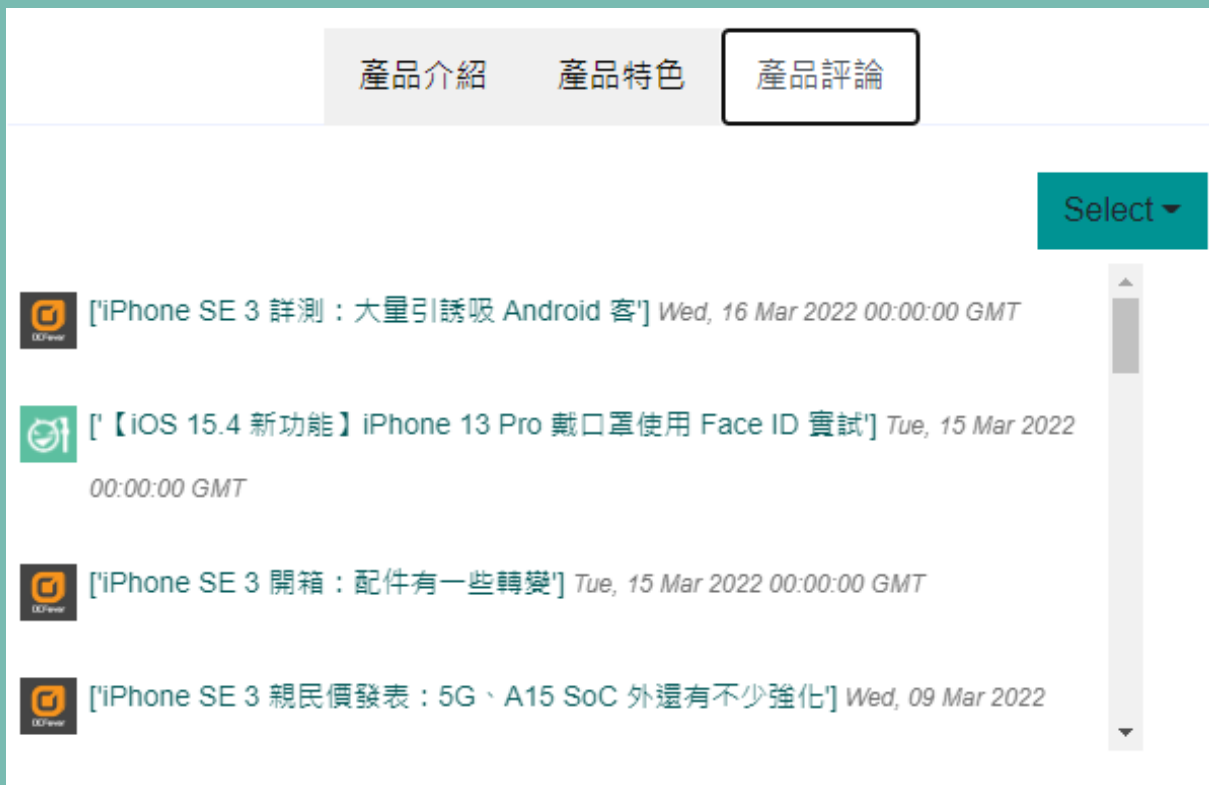 產品介紹 產品特色 產品評論
Select
['iPhone SE 3 詳測：大量引誘吸 Android 客'] Wed, 16 Mar 2022 00:00:00 GMT
['【iOS 15.4 新功能】iPhone 13 Pro 戴口罩使用 Face ID 實試'] Tue, 15 Mar 2022
00:00:00 GMT
['iPhone SE 3 開箱：配件有一些轉變'] Tue, 15 Mar 2022 00:00:00 GMT
['iPhone SE 3 親民價發表：5G、A15 SoC 外還有不少強化'] Wed, 09 Mar 2022